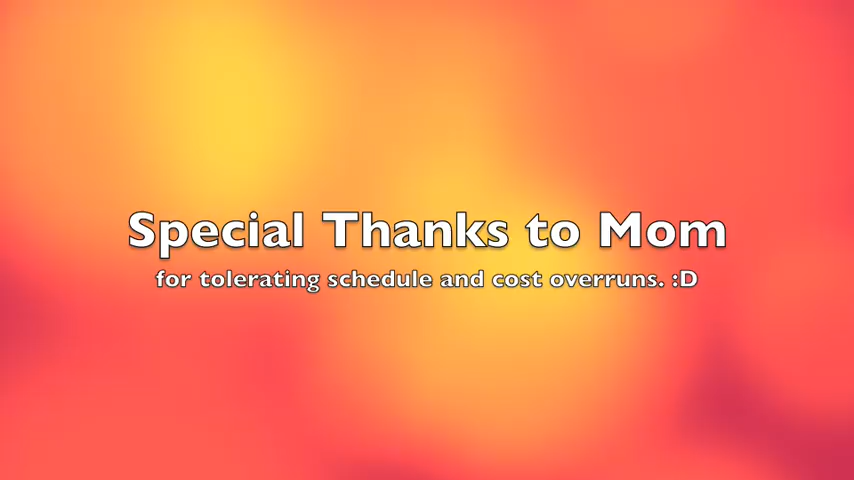 Special Thanks to Mom
for tolerating schedule and cost overruns. :D